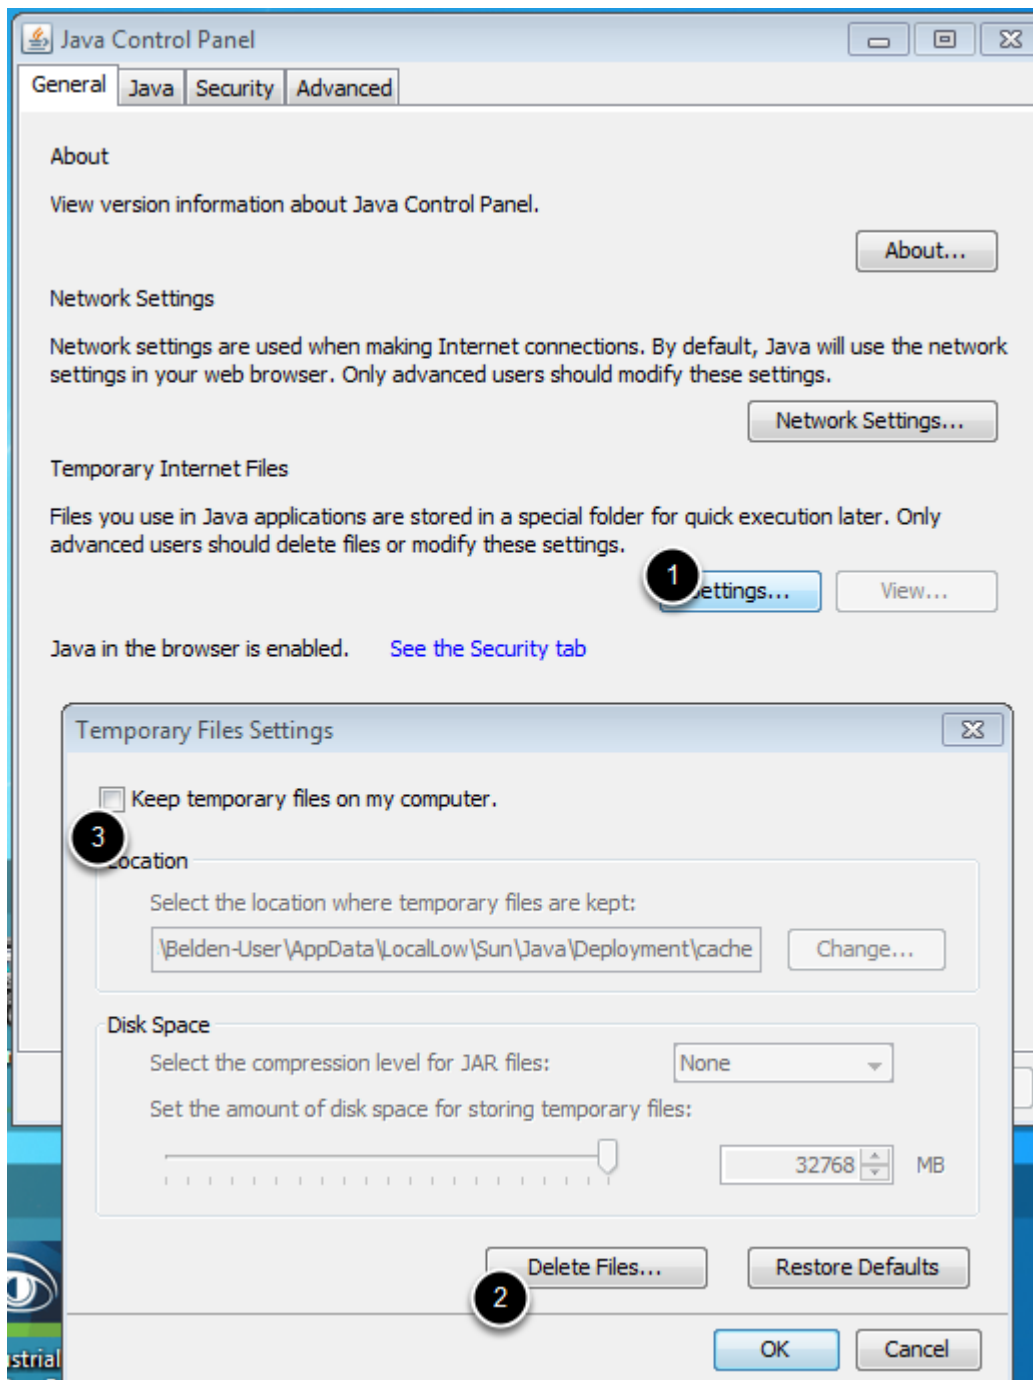 Java Control Panel
General Java Security Advanced
About
View version information about Java Control Panel.
About...
Network Settings
Network settings are used when making Internet connections. By default, Java will use the network
settings in your web browser. Only advanced users should modify these settings.
Network Settings...
Temporary Internet Files
Files you use in Java applications are stored in a special folder for quick execution later. Only
advanced users should delete files or modify these settings.
1 ettings... View...
Java in the browser is enabled. See the Security tab
Temporary Files Settings
Keep temporary files on my computer.
3
Location
Select the location where temporary files are kept:
\Belden-User\AppData\LocalLow\Sun\Java\Deployment\cache Change...
Disk Space
Select the compression level for JAR files: None
Set the amount of disk space for storing temporary files:
32768 MB
Delete Files... Restore Defaults
2
strial
OK Cancel